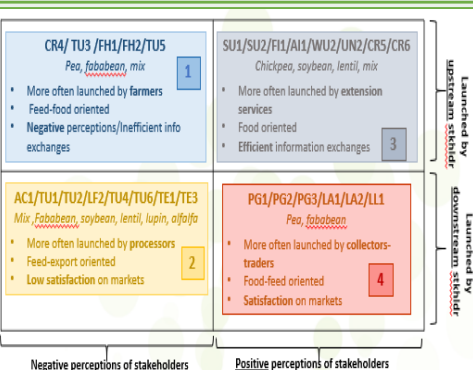 CR4/ TU3 /FH1/FH2/TU5
Pea, fababean, mix
1
• More often launched by farmers
• Feed-food oriented
• Negative perceptions/Inefficient info
exchanges
SU1/SU2/FI1/AI1/WU2/UN2/CR5/CR6
Chickpea, soybean, lentil, mix
• More often launched by extension
services
• Food oriented
• Efficient information exchanges
3
Launched by
upstream stkhldr
AC1/TU1/TU2/LF2/TU4/TU6/TE1/TE3
Mix ,Fababean, soybean, lentil, lupin, alfalfa
• More often launched by processors
• Feed-export oriented
• Low satisfaction on markets
2
PG1/PG2/PG3/LA1/LA2/LL1
Pea, fababean
• More often launched by collectors-
traders
• Food-feed oriented
• Satisfaction on markets
4
Launched by
downstream stkhldr
Negative perceptions of stakeholders
Positive perceptions of stakeholders